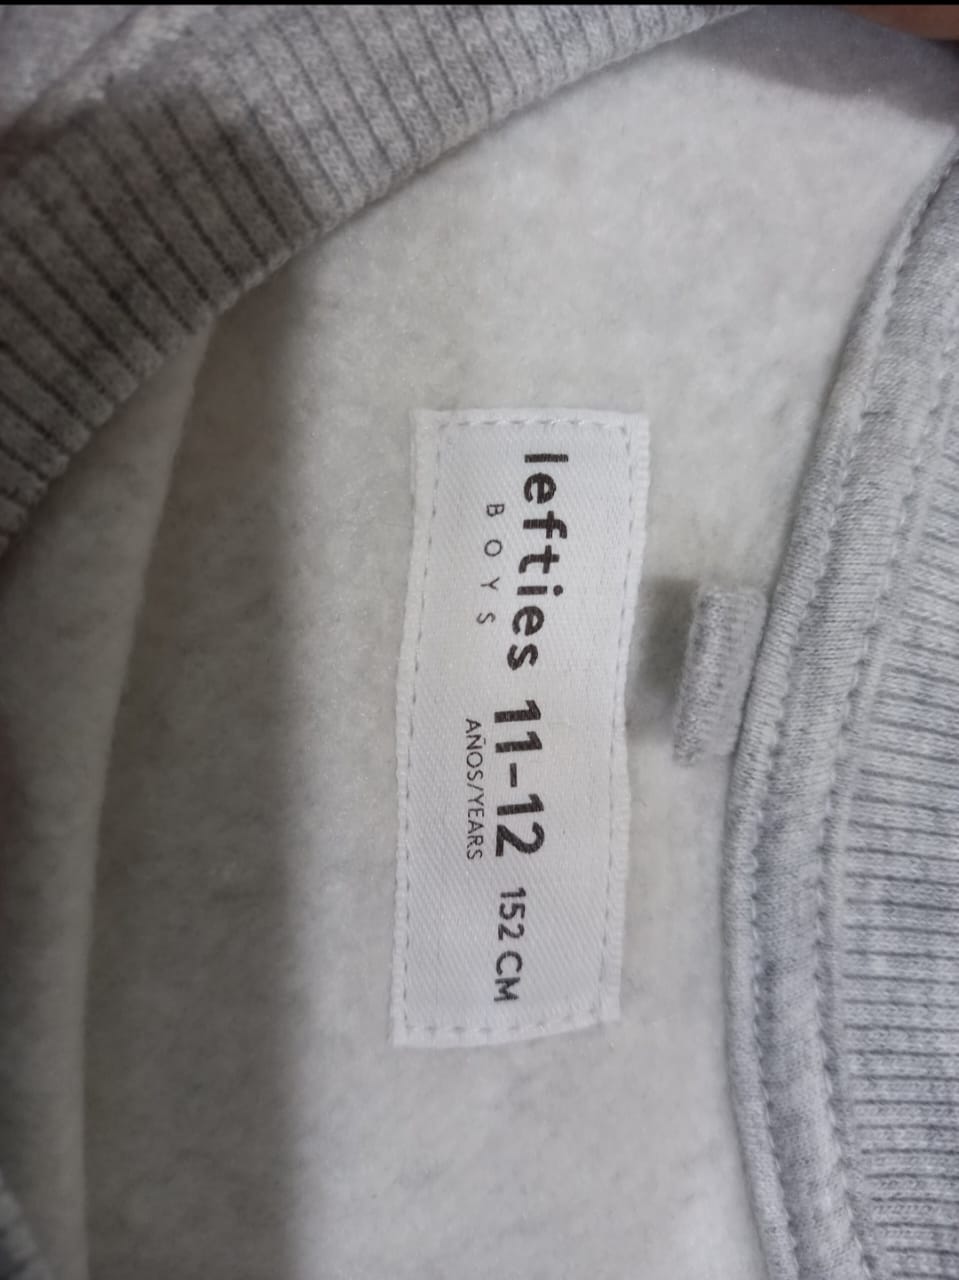 lefties 11-12 152 CM
BOYS AÑOS/YEARS